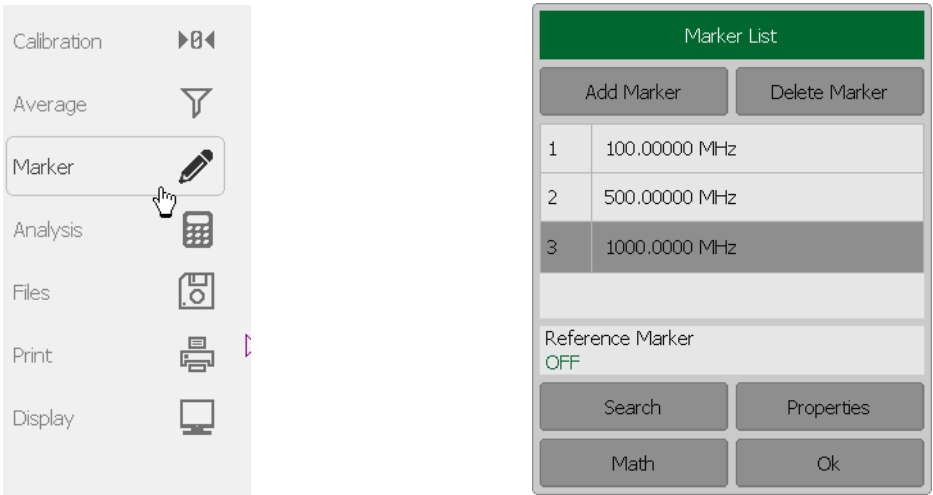 Calibration
Average
Marker
Analysis
Files
Print
Display
Marker List
Add Marker Delete Marker
1 100.00000 MHz
2 500.00000 MHz
3 1000.0000 MHz
Reference Marker
OFF
Search Properties
Math Ok